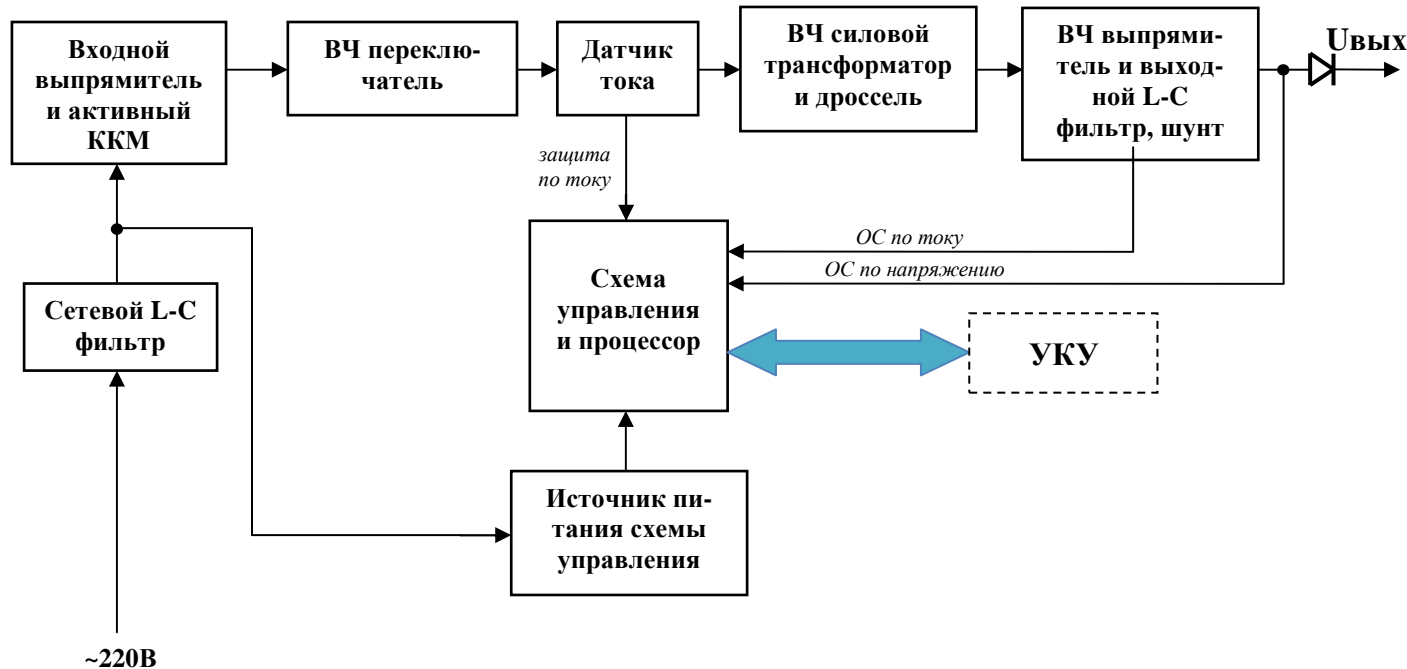 Входной
выпрямитель
и активный
ККМ
ВЧ переклю-
чатель
Датчик
тока
ВЧ силовой
трансформатор
и дроссель
ВЧ выпрями-
тель и выход-
ной L-C
фильтр, шунт
Uвых
защита
по току
ОС по току
ОС по напряжению
Схема
управления
и процессор
УКУ
Сетевой L-C
фильтр
Источник пи-
тания схемы
управления
~220В